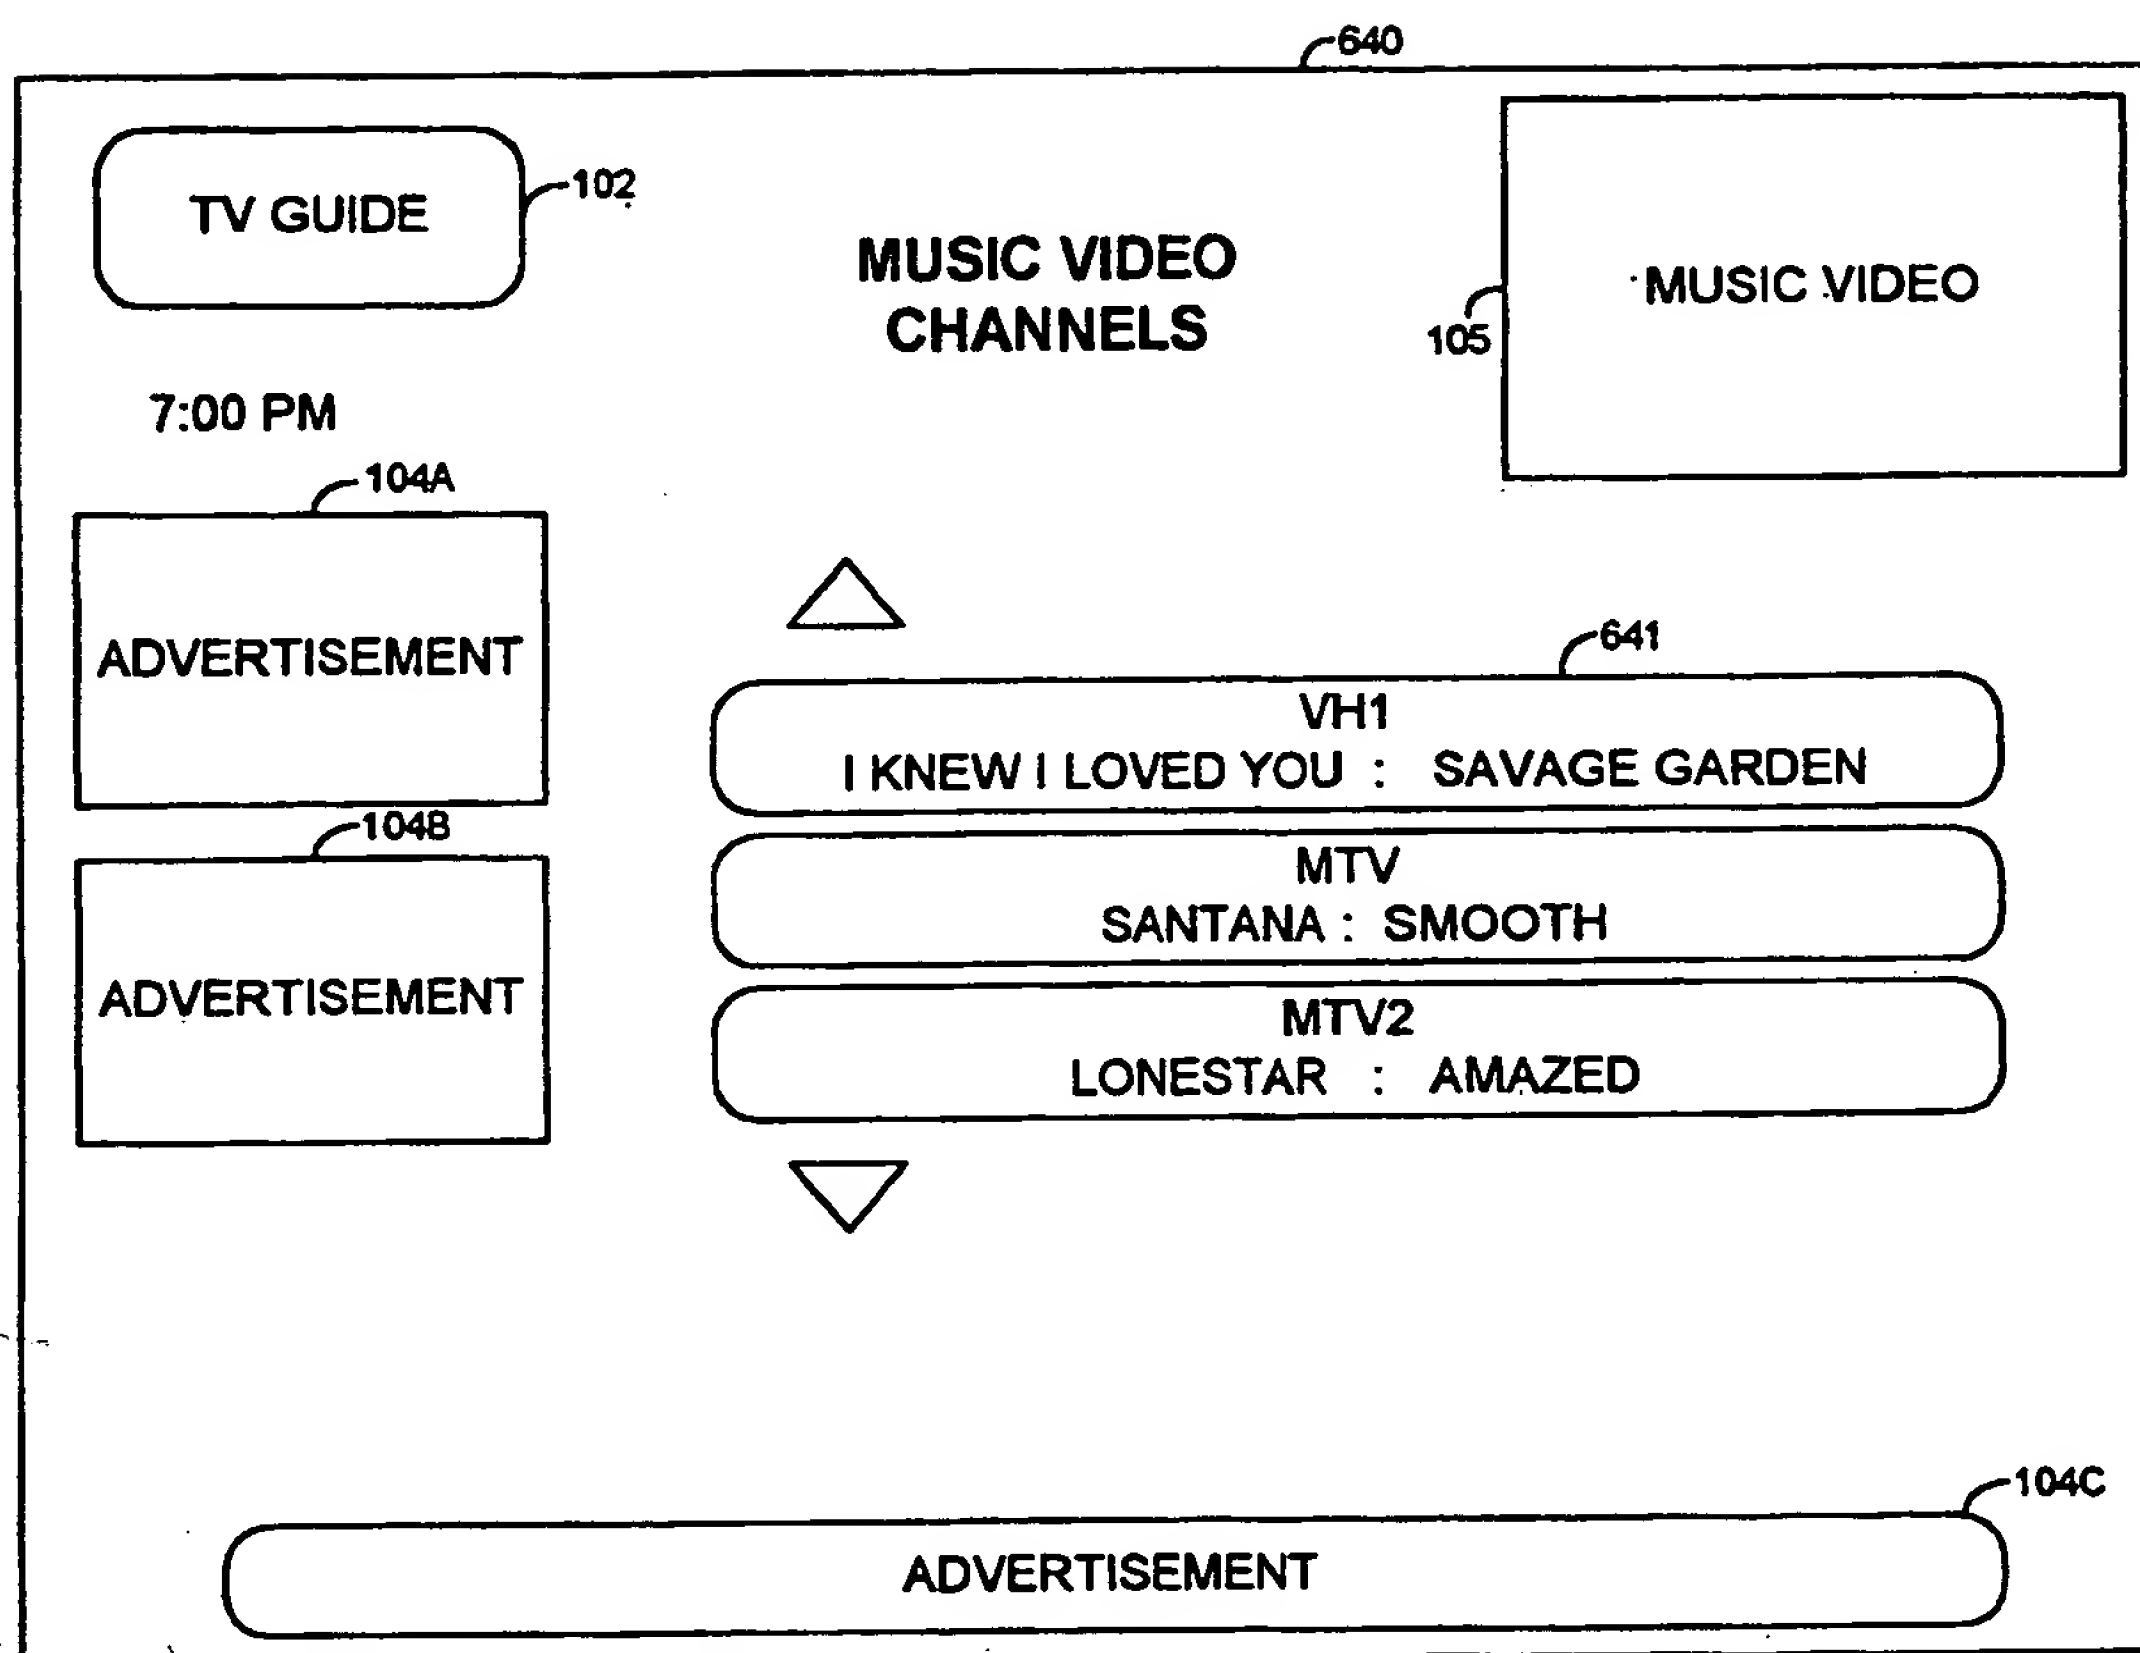 640
TV GUIDE
102
MUSIC VIDEO
CHANNELS
MUSIC VIDEO
105
7:00 PM
104A
ADVERTISEMENT
104B
ADVERTISEMENT
641
VH1
I KNEW I LOVED YOU : SAVAGE GARDEN
MTV
SANTANA : SMOOTH
MTV2
LONESTAR : AMAZED
104C
ADVERTISEMENT